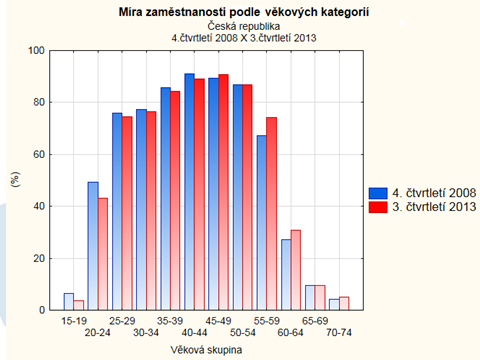 Míra zaměstnanosti podle věkových kategorií
Česká republika
4.čtvrtletí 2008 X 3.čtvrtletí 2013
100
80
60
40
20
0
(%)
15-19 25-29 35-39 45-49 55-59 65-69
20-24 30-34 40-44 50-54 60-64 70-74
Věková skupina
4. čtvrtletí 2008
3. čtvrtletí 2013